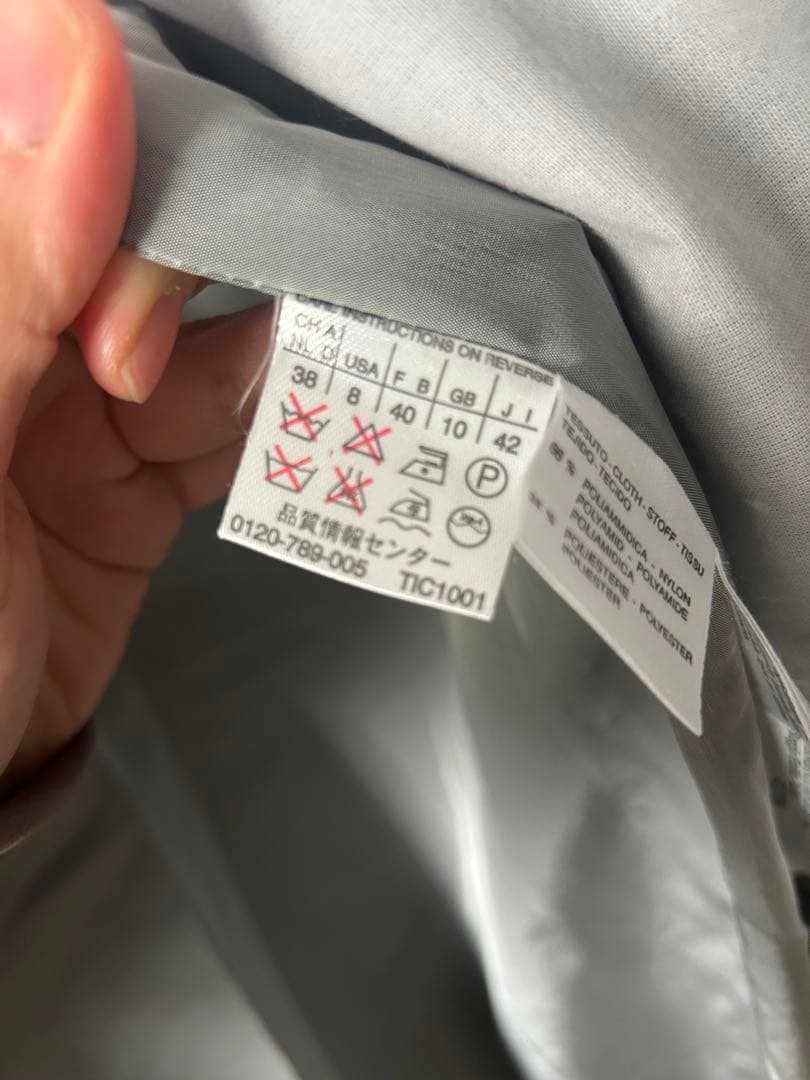 CARE INSTRUCTIONS ON REVERSE
CH A
NL D USA F B GB J I
38 8 40 10 42
P
品質情報センター
0120-789-005 TIC1001
TESSUTO - CLOTH - STOFF - TISSU
TEJIDO - TECIDO
POLIAMMIDICA - NYLON
POLYAMID - POLYAMIDE
POLIAMIDICA
POLIESTERE - POLYESTER
POLIESTER